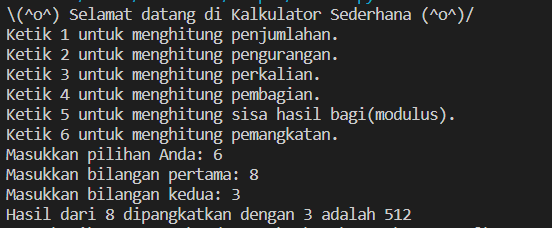 \(^o^) Selamat datang di Kalkulator Sederhana (^o^)/
Ketik 1 untuk menghitung penjumlahan.
Ketik 2 untuk menghitung pengurangan.
Ketik 3 untuk menghitung perkalian.
Ketik 4 untuk menghitung pembagian.
Ketik 5 untuk menghitung sisa hasil bagi(modulus).
Ketik 6 untuk menghitung pemangkatan.
Masukkan pilihan Anda: 6
Masukkan bilangan pertama: 8
Masukkan bilangan kedua: 3
Hasil dari 8 dipangkatkan dengan 3 adalah 512